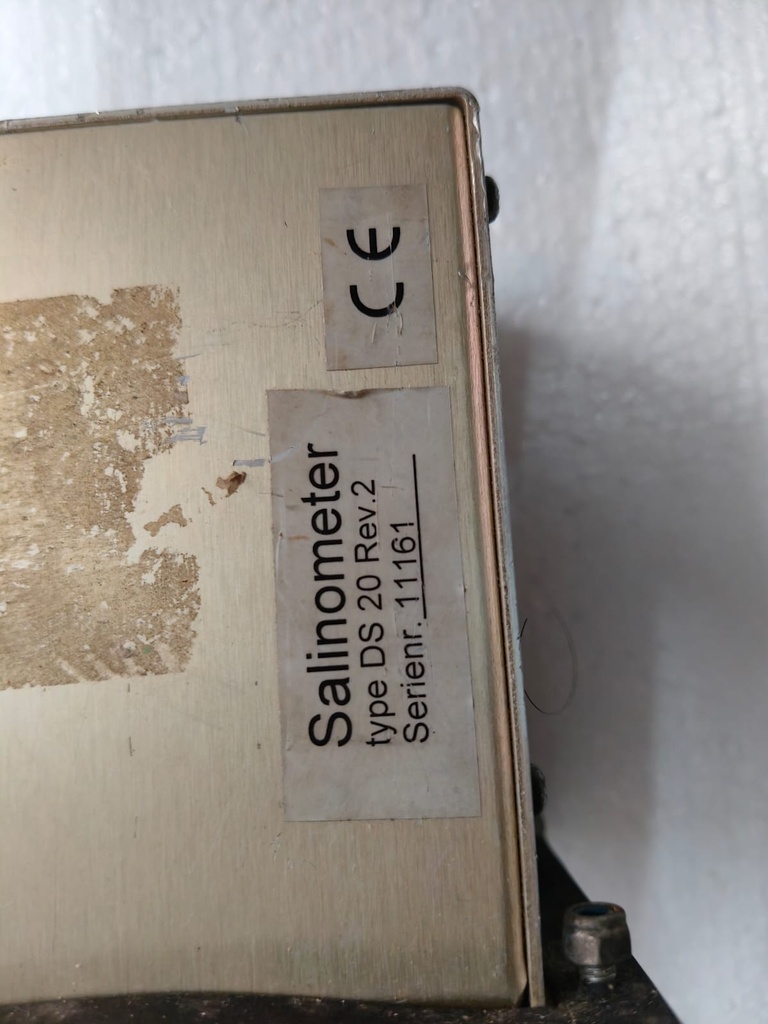 CE
Salinometer
type DS 20 Rev.2
Serienr. 11161